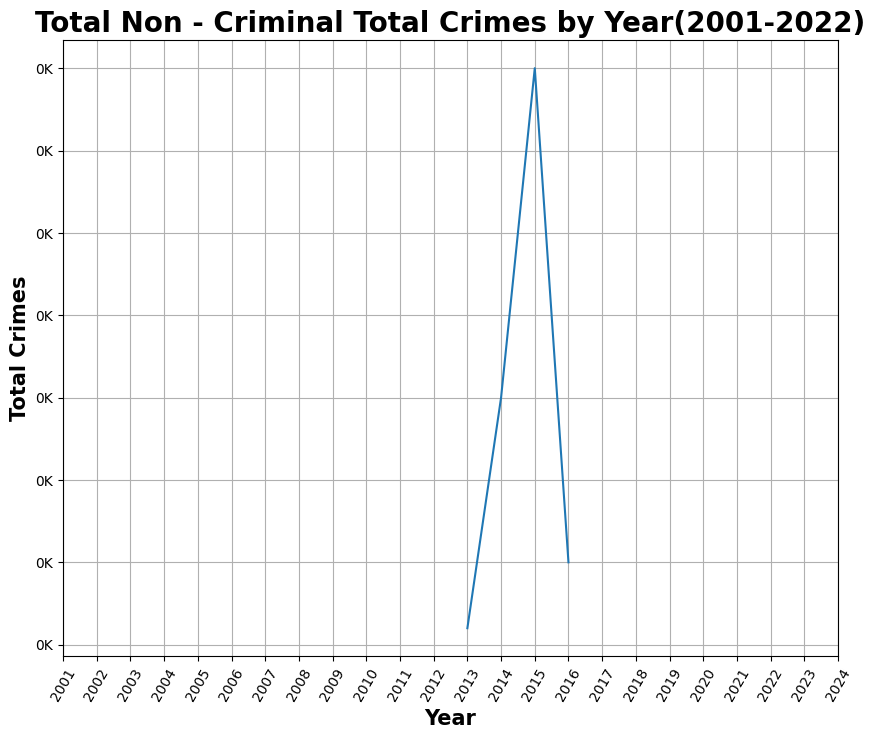 Total Non - Criminal Total Crimes by Year(2001-2022)
0K
0K
0K
0K
0K
0K
0K
0K
Total Crimes
2001
2002
2003
2004
2005
2006
2007
2008
2009
2010
2011
2012
2013
2014
2015
2016
2017
2018
2019
2020
2021
2022
2023
2024
Year